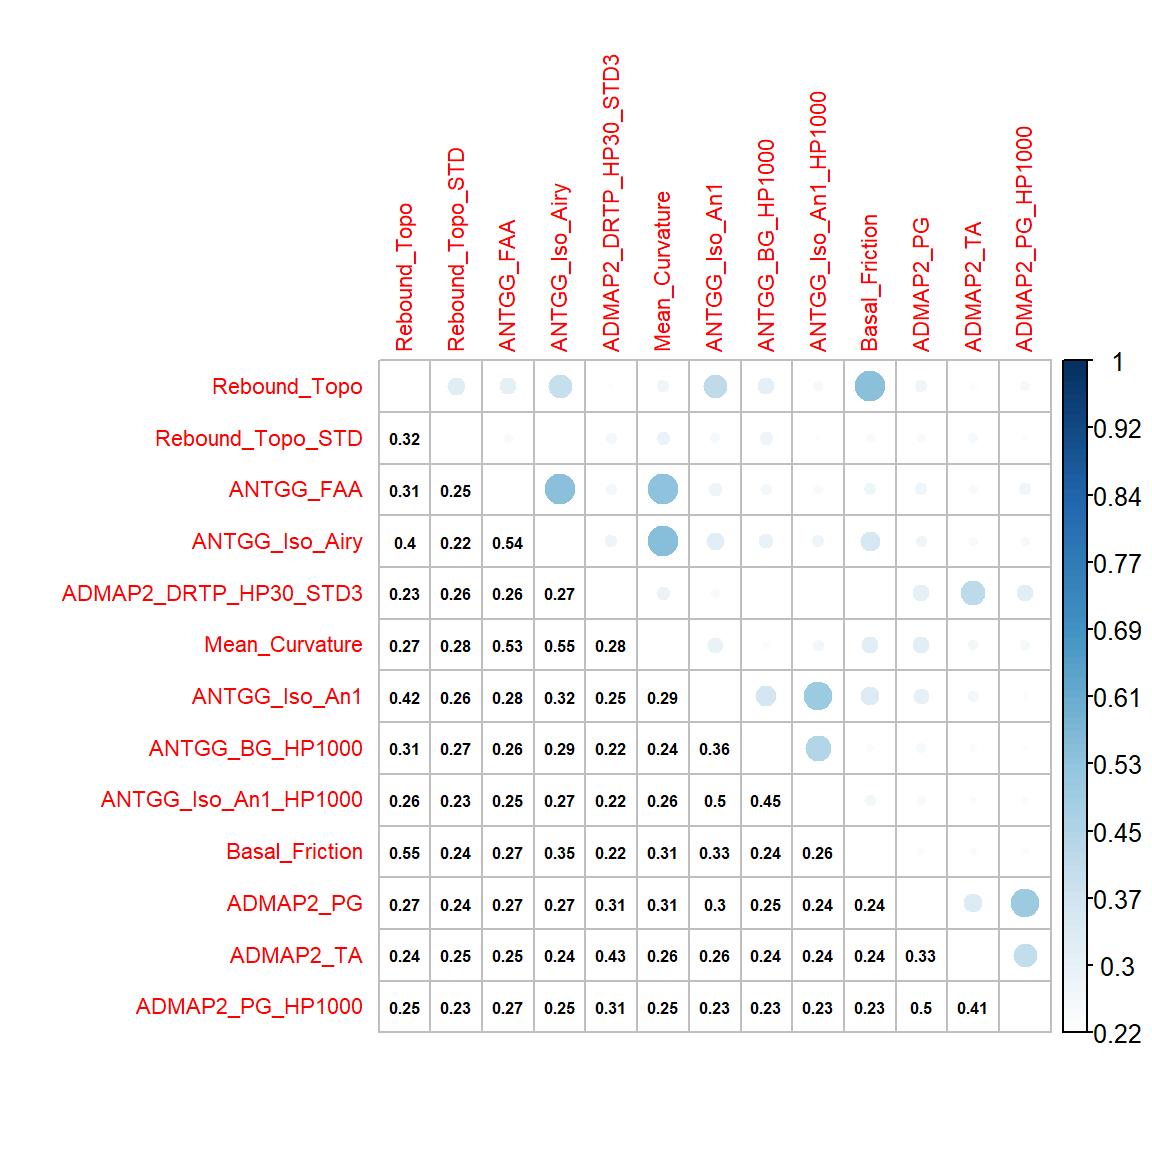 Rebound_Topo
Rebound_Topo_STD
ANTGG_FAA
ANTGG_Iso_Airy
ADMAP2_DRTP_HP30_STD3
Mean_Curvature
ANTGG_Iso_An1
ANTGG_BG_HP1000
ANTGG_Iso_An1_HP1000
Basal_Friction
ADMAP2_PG
ADMAP2_TA
ADMAP2_PG_HP1000
Rebound_Topo
Rebound_Topo_STD 0.32
ANTGG_FAA 0.31 0.25
ANTGG_Iso_Airy 0.4 0.22 0.54
ADMAP2_DRTP_HP30_STD3 0.23 0.26 0.26 0.27
Mean_Curvature 0.27 0.28 0.53 0.55 0.28
ANTGG_Iso_An1 0.42 0.26 0.28 0.32 0.25 0.29
ANTGG_BG_HP1000 0.31 0.27 0.26 0.29 0.22 0.24 0.36
ANTGG_Iso_An1_HP1000 0.26 0.23 0.25 0.27 0.22 0.26 0.5 0.45
Basal_Friction 0.55 0.24 0.27 0.35 0.22 0.31 0.33 0.24 0.26
ADMAP2_PG 0.27 0.24 0.27 0.27 0.31 0.31 0.3 0.25 0.24 0.24
ADMAP2_TA 0.24 0.25 0.25 0.24 0.43 0.26 0.26 0.24 0.24 0.24 0.33
ADMAP2_PG_HP1000 0.25 0.23 0.27 0.25 0.31 0.25 0.23 0.23 0.23 0.23 0.5 0.41
1
0.92
0.84
0.77
0.69
0.61
0.53
0.45
0.37
0.3
0.22